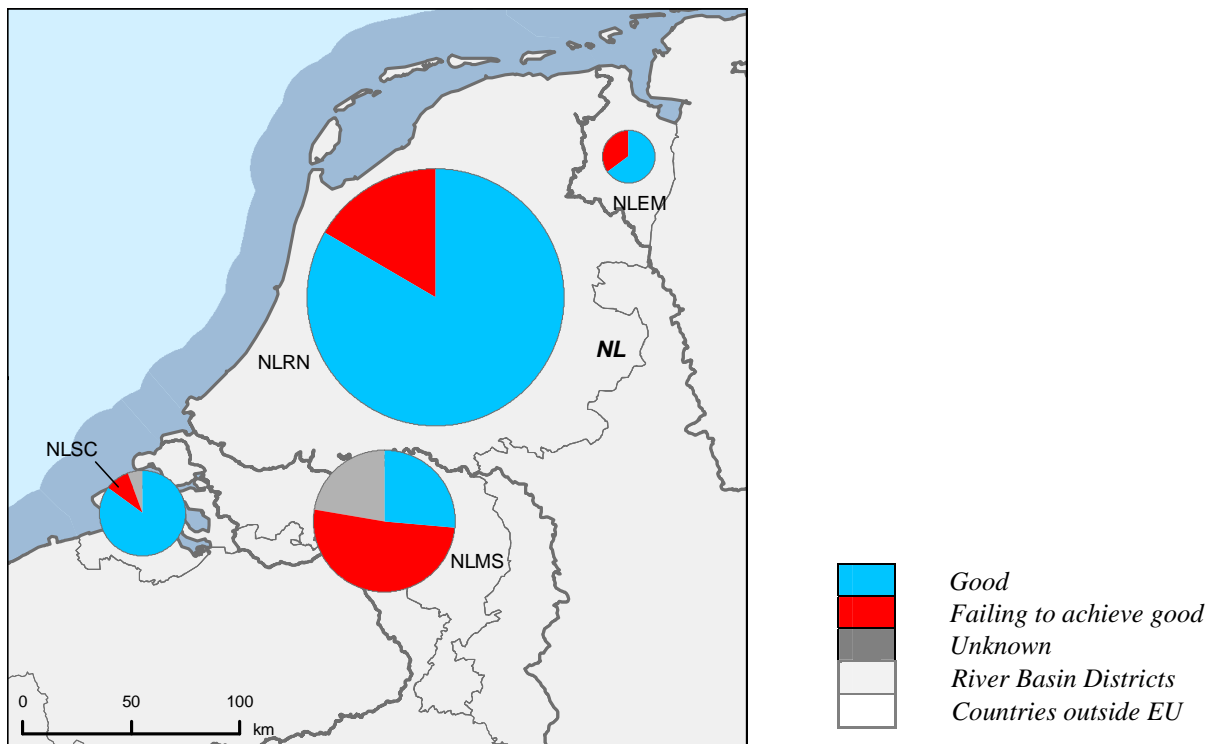 NLEM
NL
NLRN
NLSC
NLMS
0 50 100
km
Good
Failing to achieve good
Unknown
River Basin Districts
Countries outside EU